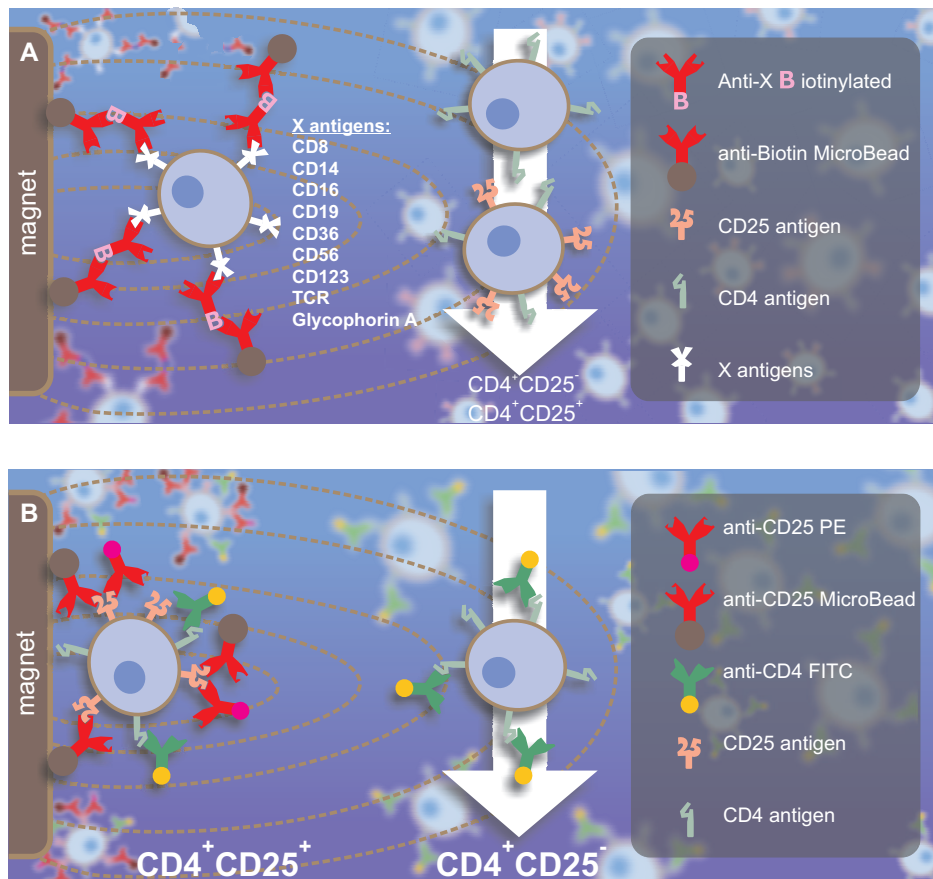 A
magnet
X antigens:
CD8
CD14
CD16
CD19
CD36
CD56
CD123
TCR
Glycophorin A
B
B
B
B
CD4⁺CD25⁻
CD4⁺CD25⁺
Anti-X B iotinylated
B
anti-Biotin MicroBead
CD25 antigen
CD4 antigen
X antigens
B
magnet
CD4⁺CD25⁺
CD4⁺CD25⁻
anti-CD25 PE
anti-CD25 MicroBead
anti-CD4 FITC
CD25 antigen
CD4 antigen